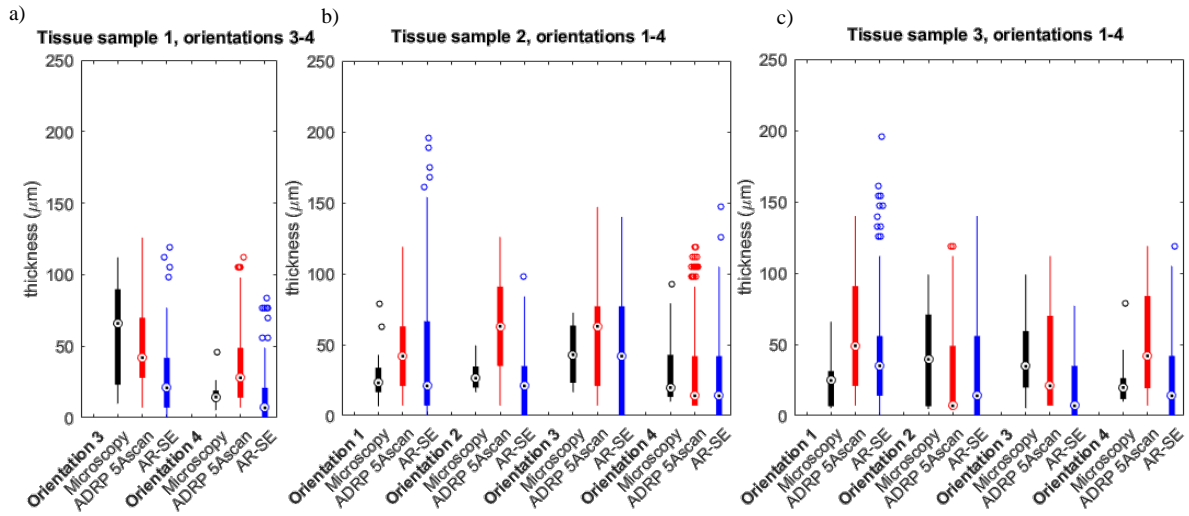 a)
Tissue sample 1, orientations 3-4
250
200
150
100
50
0
thickness (μm)
Orientation 3
Microscopy
ADRP 5Ascan
AR-SE
Orientation 4
Microscopy
ADRP 5Ascan
AR-SE
b)
Tissue sample 2, orientations 1-4
250
200
150
100
50
0
thickness (μm)
Orientation 1
Microscopy
ADRP 5Ascan
AR-SE
Orientation 2
Microscopy
ADRP 5Ascan
AR-SE
Orientation 3
Microscopy
ADRP 5Ascan
AR-SE
Orientation 4
Microscopy
ADRP 5Ascan
AR-SE
c)
Tissue sample 3, orientations 1-4
250
200
150
100
50
0
thickness (μm)
Orientation 1
Microscopy
ADRP 5Ascan
AR-SE
Orientation 2
Microscopy
ADRP 5Ascan
AR-SE
Orientation 3
Microscopy
ADRP 5Ascan
AR-SE
Orientation 4
Microscopy
ADRP 5Ascan
AR-SE